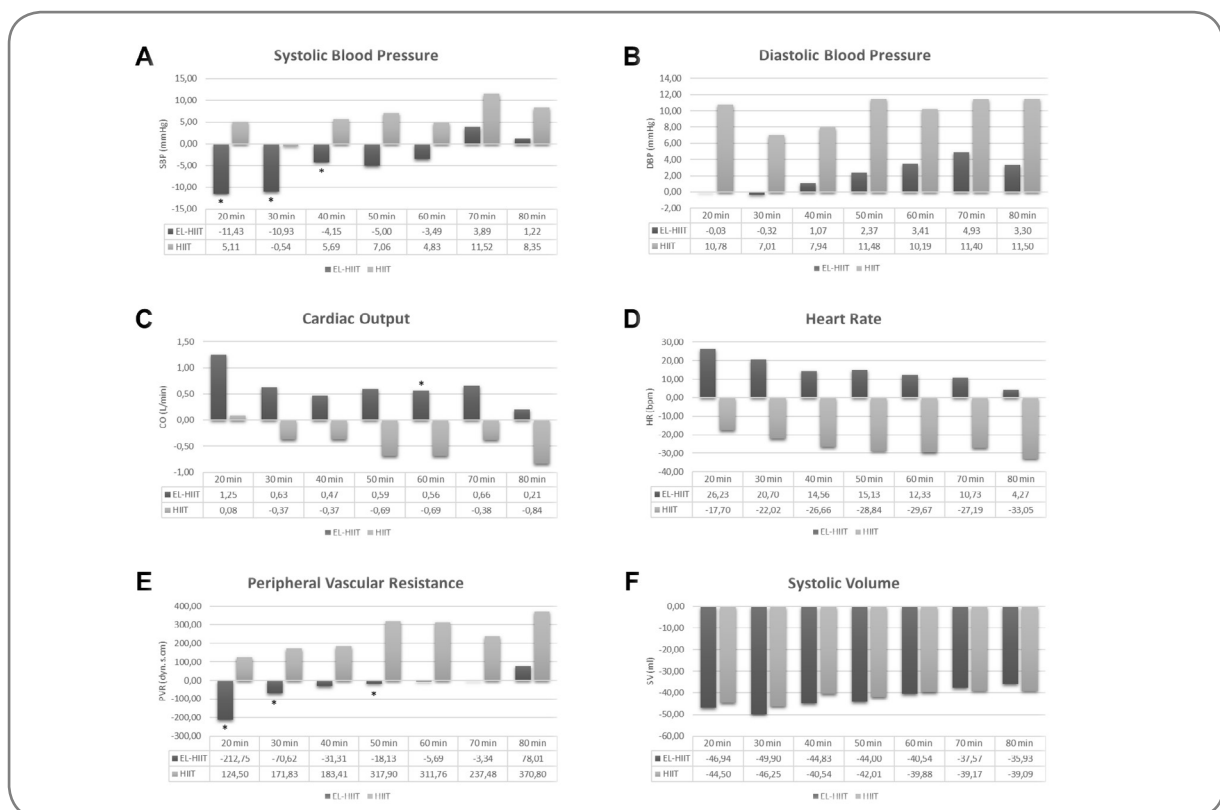 A
Systolic Blood Pressure
15,00
10,00
5,00
0,00
-5,00
-10,00
-15,00
SBP (mmHg)
* * *
20 min 30 min 40 min 50 min 60 min 70 min 80 min
EL-HIIT -11,43 -10,93 -4,15 -5,00 -3,49 3,89 1,22
HIIT 5,11 -0,54 5,69 7,06 4,83 11,52 8,35
EL-HIIT HIIT
B
Diastolic Blood Pressure
14,00
12,00
10,00
8,00
6,00
4,00
2,00
0,00
-2,00
DBP (mmHg)
20 min 30 min 40 min 50 min 60 min 70 min 80 min
EL-HIIT -0,03 -0,32 1,07 2,37 3,41 4,93 3,30
HIIT 10,78 7,01 7,94 11,48 10,19 11,40 11,50
EL-HIIT HIIT
C
Cardiac Output
1,50
1,00
0,50
0,00
-0,50
-1,00
CO (L/min)
*
20 min 30 min 40 min 50 min 60 min 70 min 80 min
EL-HIIT 1,25 0,63 0,47 0,59 0,56 0,66 0,21
HIIT 0,08 -0,37 -0,37 -0,69 -0,69 -0,38 -0,84
EL-HIIT HIIT
D
Heart Rate
30,00
20,00
10,00
0,00
-10,00
-20,00
-30,00
-40,00
HR (bpm)
20 min 30 min 40 min 50 min 60 min 70 min 80 min
EL-HIIT 26,23 20,70 14,56 15,13 12,33 10,73 4,27
HIIT -17,70 -22,02 -26,66 -28,84 -29,67 -27,19 -33,05
EL-HIIT HIIT
E
Peripheral Vascular Resistance
400,00
300,00
200,00
100,00
0,00
-100,00
-200,00
-300,00
PVR (dyn.s.cm)
* * *
20 min 30 min 40 min 50 min 60 min 70 min 80 min
EL-HIIT -212,75 -70,62 -31,31 -18,13 -5,69 -3,34 78,01
HIIT 124,50 171,83 183,41 317,90 311,76 237,48 370,80
EL-HIIT HIIT
F
Systolic Volume
0,00
-10,00
-20,00
-30,00
-40,00
-50,00
-60,00
SV (ml)
20 min 30 min 40 min 50 min 60 min 70 min 80 min
EL-HIIT -46,94 -49,90 -44,83 -44,00 -40,54 -37,57 -35,93
HIIT -44,50 -46,25 -40,54 -42,01 -39,88 -39,17 -39,09
EL-HIIT HIIT